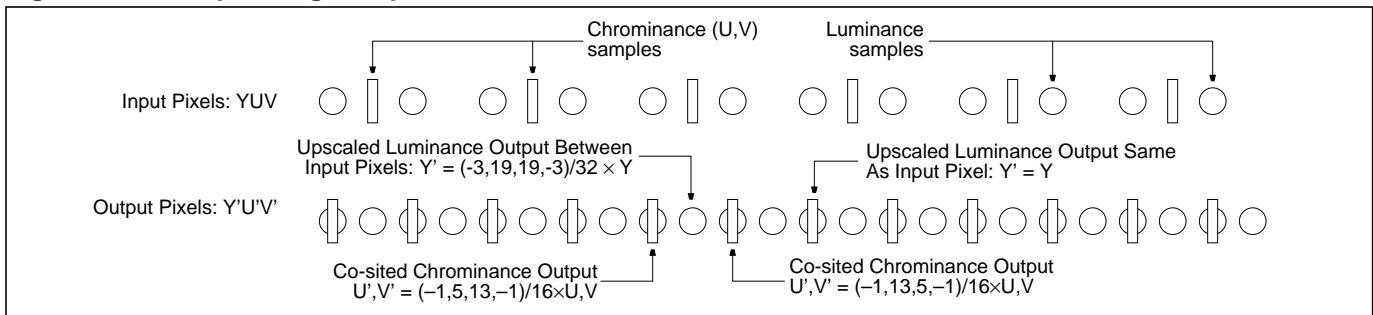 Chrominance (U,V)
samples
Luminance
samples
Input Pixels: YUV
Upscaled Luminance Output Between
Input Pixels: Y' = (-3,19,19,-3)/32 × Y
Upscaled Luminance Output Same
As Input Pixel: Y' = Y
Output Pixels: Y'U'V'
Co-sited Chrominance Output
U',V' = (–1,5,13,–1)/16×U,V
Co-sited Chrominance Output
U',V' = (–1,13,5,–1)/16×U,V